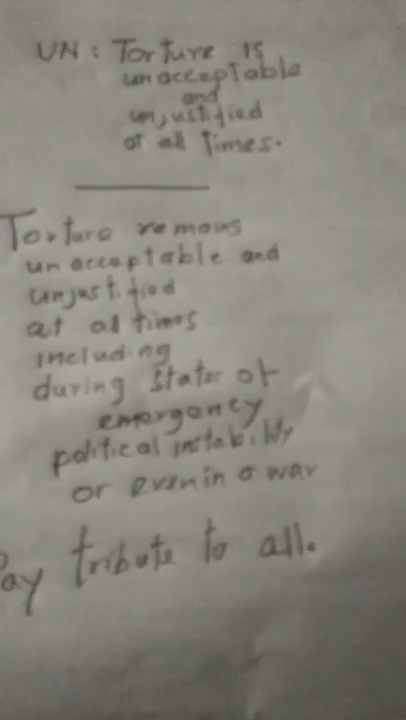 UN: Torture is
unacceptable
and
unjustified
at all Times.
Torture remains
unacceptable and
unjustified
at all times
including
during State of
emergency
political instability
or even in a war
Pay tribute to all.